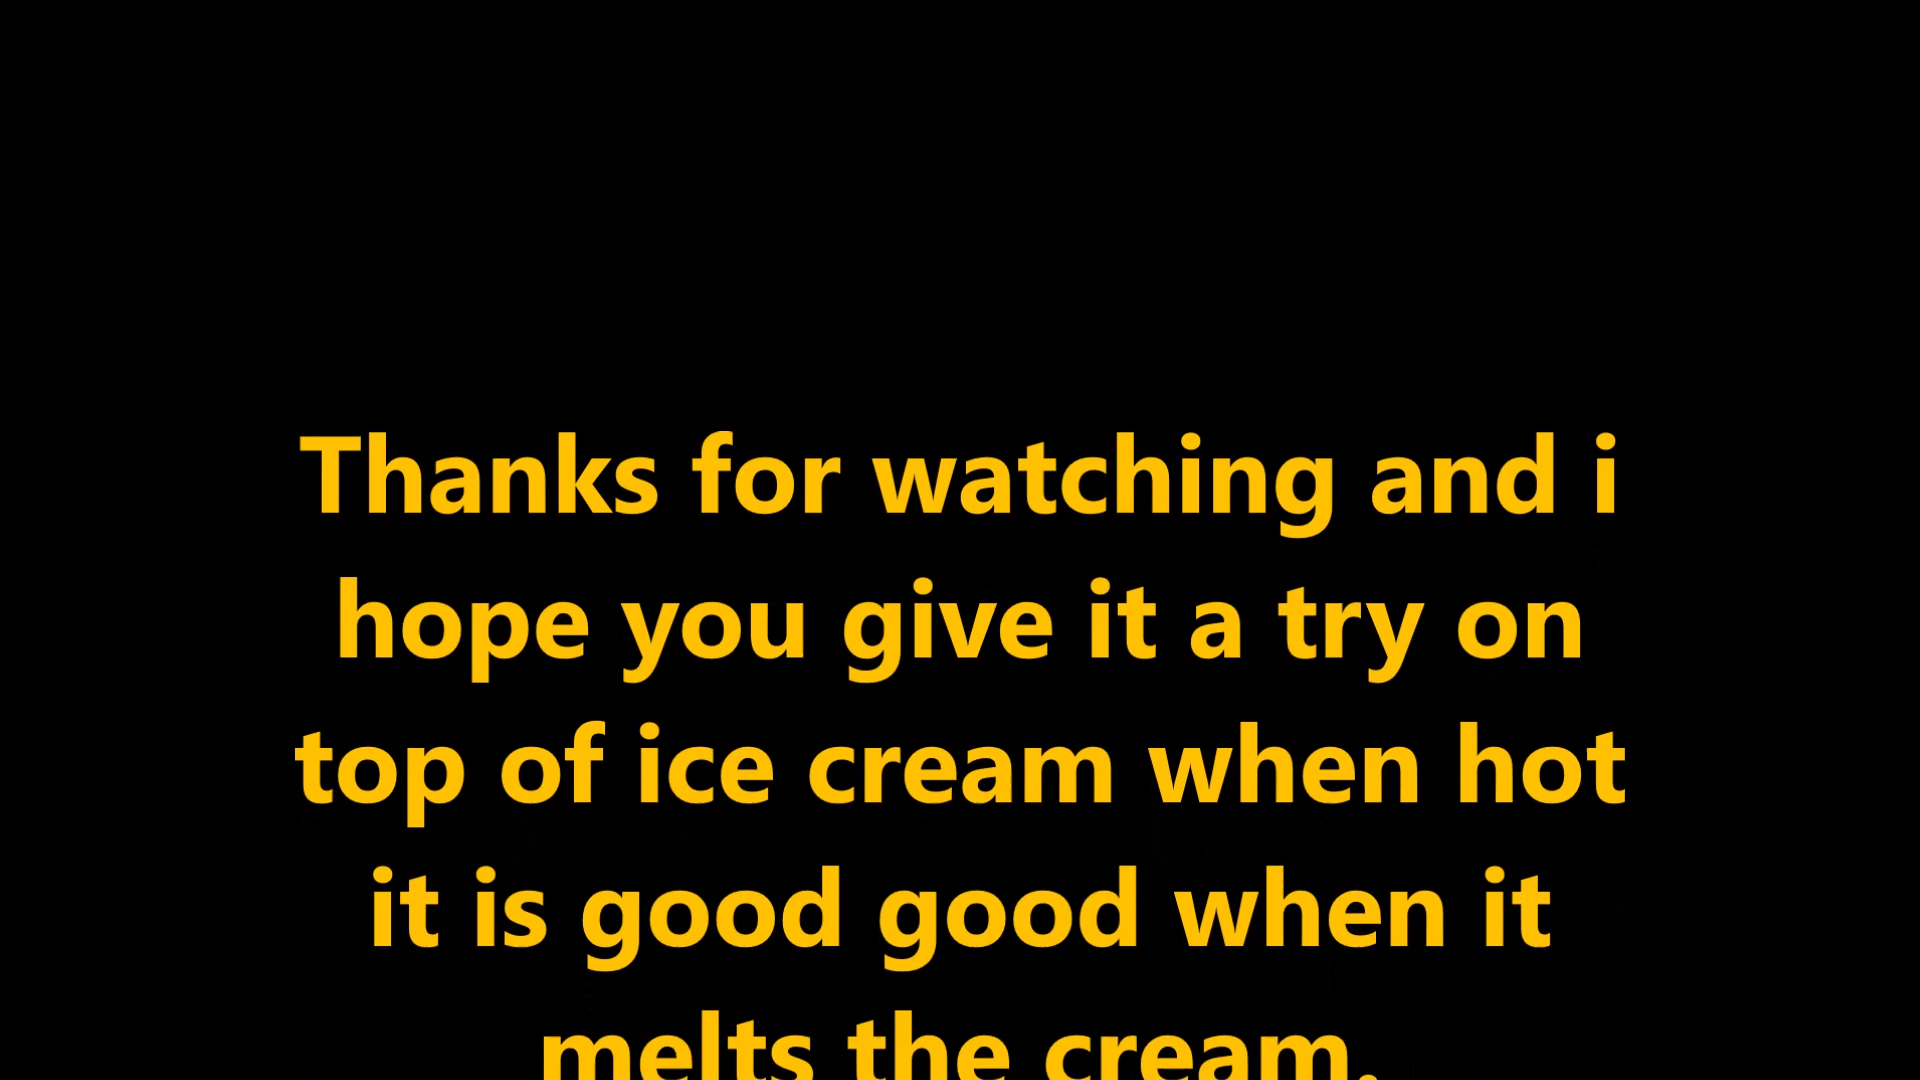 Thanks for watching and i
hope you give it a try on
top of ice cream when hot
it is good good when it
melts the cream.